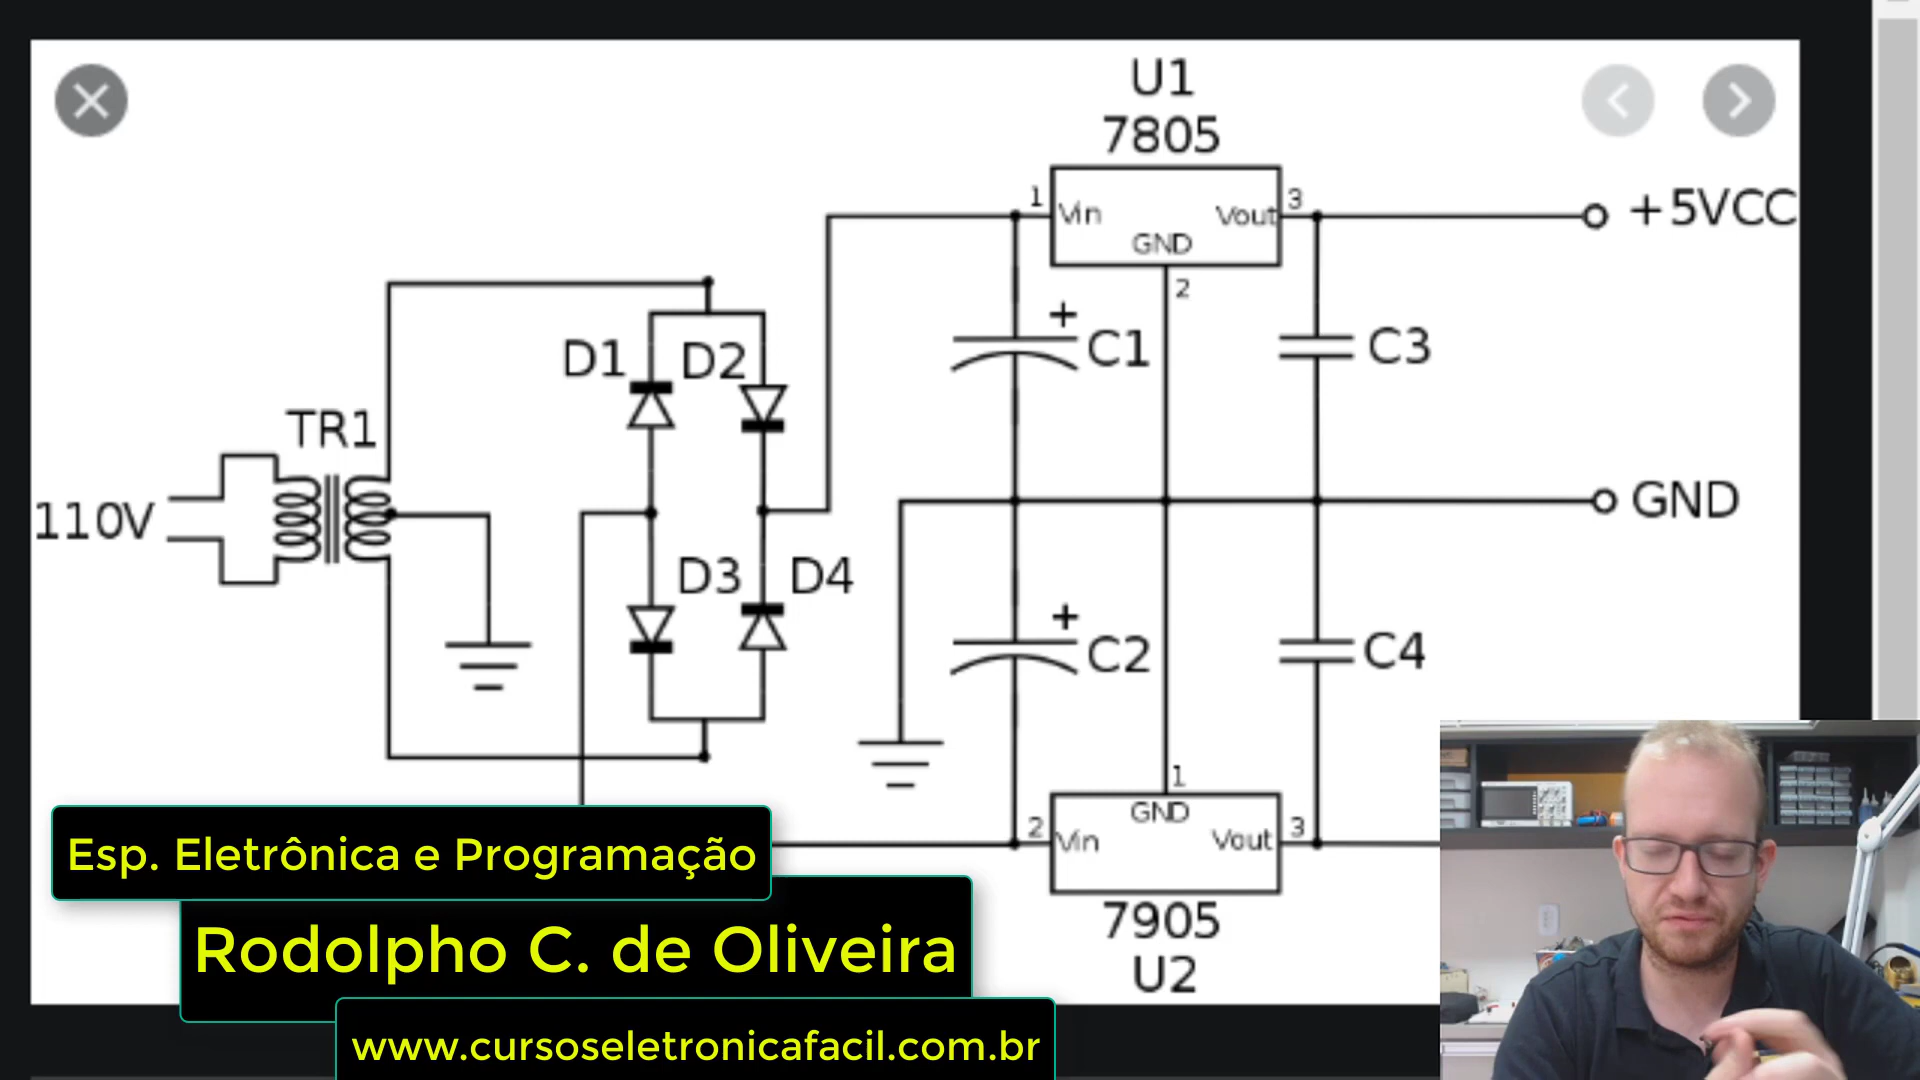 U1
7805
1
Vin
Vout
3
GND
2
+5VCC
D1
D2
+
C1
C3
TR1
110V
GND
D3
D4
+
C2
C4
1
2
Vin
GND
Vout
3
7905
U2
Esp. Eletrônica e Programação
Rodolpho C. de Oliveira
www.cursoseletronicafacil.com.br